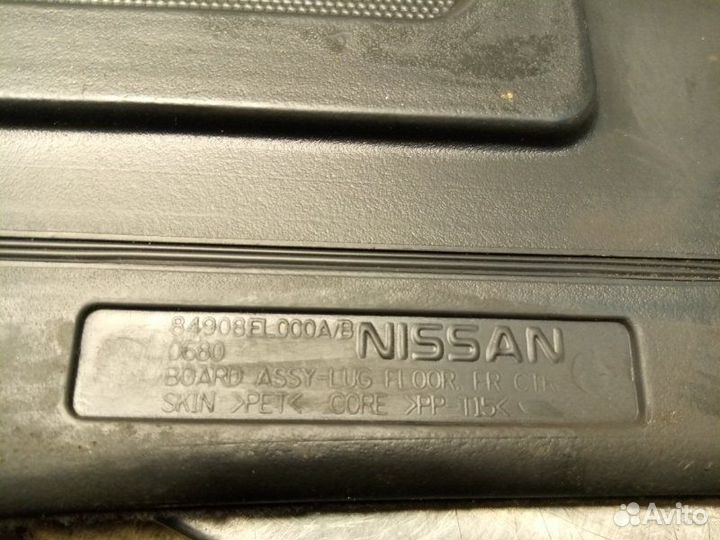 84908EL000A/B NISSAN
0680
BOARD ASSY-LUG FLOOR, FR CTR
SKIN >PET< CORE >PP-T15<
Avito